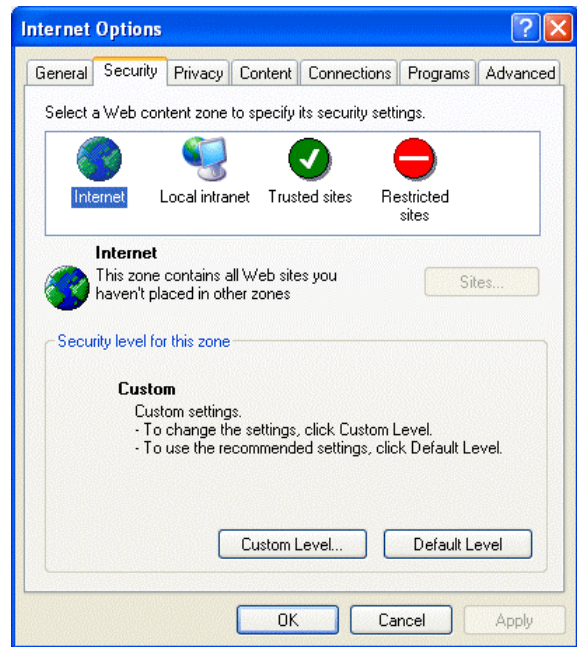 Internet Options
General Security Privacy Content Connections Programs Advanced
Select a Web content zone to specify its security settings.
Internet Local intranet Trusted sites Restricted
sites
Internet
This zone contains all Web sites you
haven't placed in other zones
Sites...
Security level for this zone
Custom
Custom settings.
- To change the settings, click Custom Level.
- To use the recommended settings, click Default Level.
Custom Level... Default Level
OK Cancel Apply